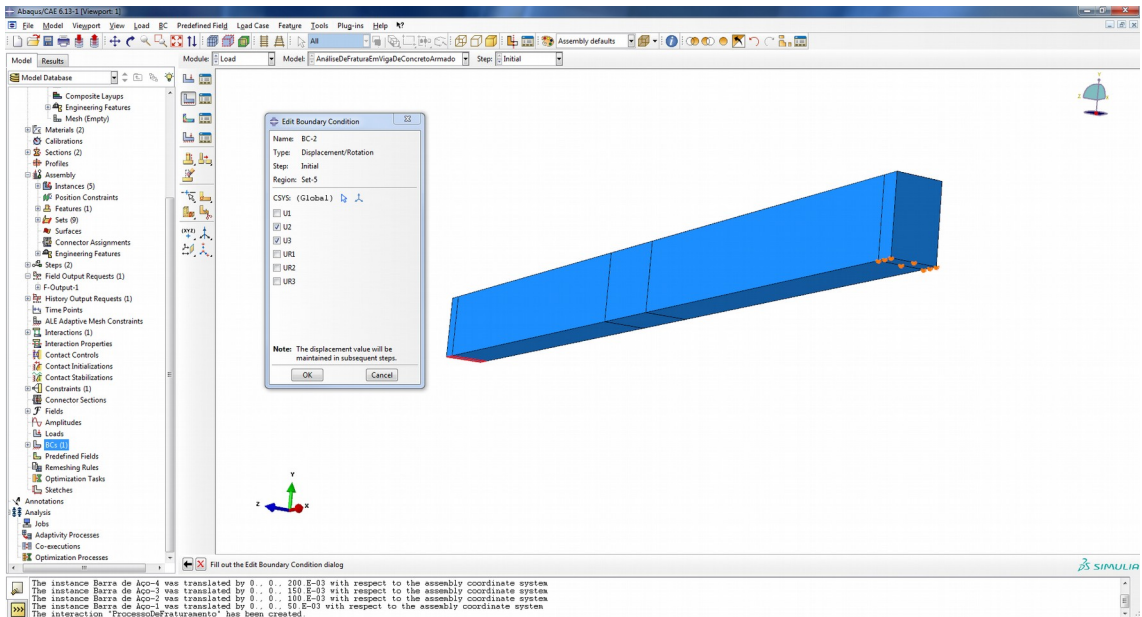 Abaqus/CAE 6.13-1 [Viewport: 1]
File Model Viewport View Load BC Predefined Field Load Case Feature Tools Plug-ins Help
All Assembly defaults
Model Results
Module: Load Model: AnáliseDeFraturaEmVigaDeConcretoArmado Step: Initial
Model Database
Composite Layups
Engineering Features
Mesh (Empty)
Materials (2)
Calibrations
Sections (2)
Profiles
Assembly
Instances (5)
Position Constraints
Features (1)
Sets (9)
Surfaces
Connector Assignments
Engineering Features
Steps (2)
Field Output Requests (1)
F-Output-1
History Output Requests (1)
Time Points
ALE Adaptive Mesh Constraints
Interactions (1)
Interaction Properties
Contact Controls
Contact Initializations
Contact Stabilizations
Constraints (1)
Connector Sections
Fields
Amplitudes
Loads
BCs (1)
Predefined Fields
Remeshing Rules
Optimization Tasks
Sketches
Annotations
Analysis
Jobs
Adaptivity Processes
Co-executions
Optimization Processes
Edit Boundary Condition
Name: BC-2
Type: Displacement/Rotation
Step: Initial
Region: Set-5
CSYS: (Global)
U1
U2
U3
UR1
UR2
UR3
Note: The displacement value will be
maintained in subsequent steps.
OK Cancel
Y
Z X
Fill out the Edit Boundary Condition dialog
SIMULIA
The instance Barra de Aço-4 was translated by 0., 0., 200.E-03 with respect to the assembly coordinate system
The instance Barra de Aço-3 was translated by 0., 0., 150.E-03 with respect to the assembly coordinate system
The instance Barra de Aço-2 was translated by 0., 0., 100.E-03 with respect to the assembly coordinate system
The instance Barra de Aço-1 was translated by 0., 0., 50.E-03 with respect to the assembly coordinate system
The interaction "ProcessoDeFraturamento" has been created.